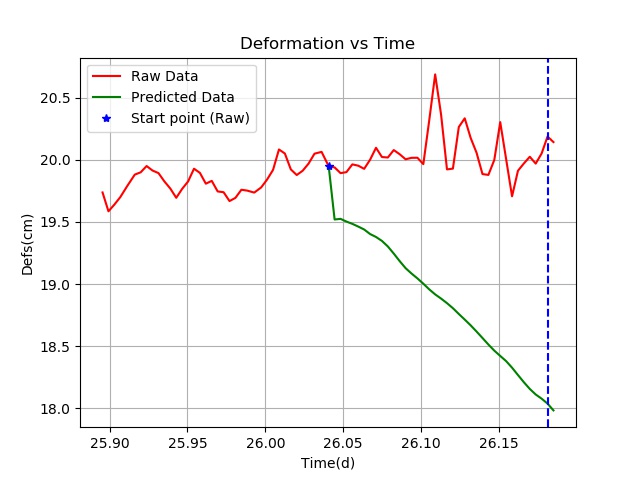 Deformation vs Time
Raw Data
Predicted Data
Start point (Raw)
Defs(cm)
20.5
20.0
19.5
19.0
18.5
18.0
25.90 25.95 26.00 26.05 26.10 26.15
Time(d)